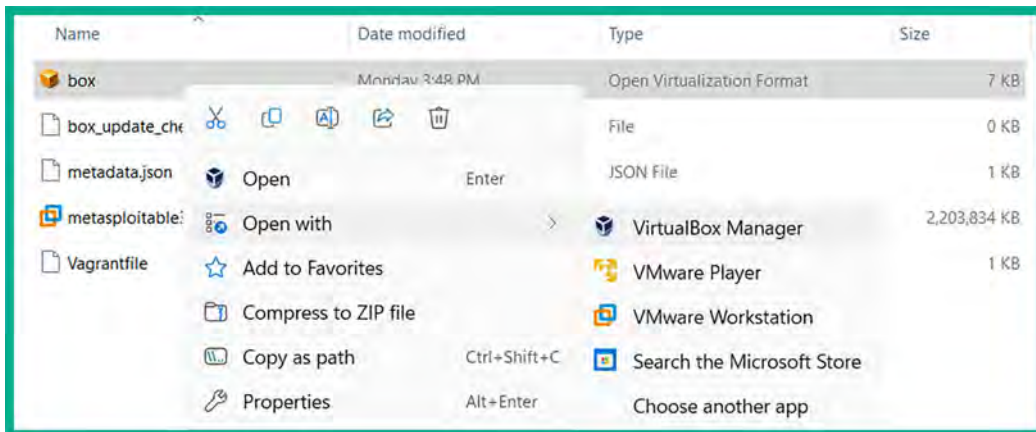 Name Date modified Type Size
box Monday 3:48 PM Open Virtualization Format 7 KB
box_update_che File 0 KB
metadata.json JSON File 1 KB
Open Enter
metasploitable 2,203,834 KB
Open with VirtualBox Manager
Vagrantfile 1 KB
Add to Favorites VMware Player
Compress to ZIP file VMware Workstation
Copy as path Ctrl+Shift+C Search the Microsoft Store
Properties Alt+Enter Choose another app